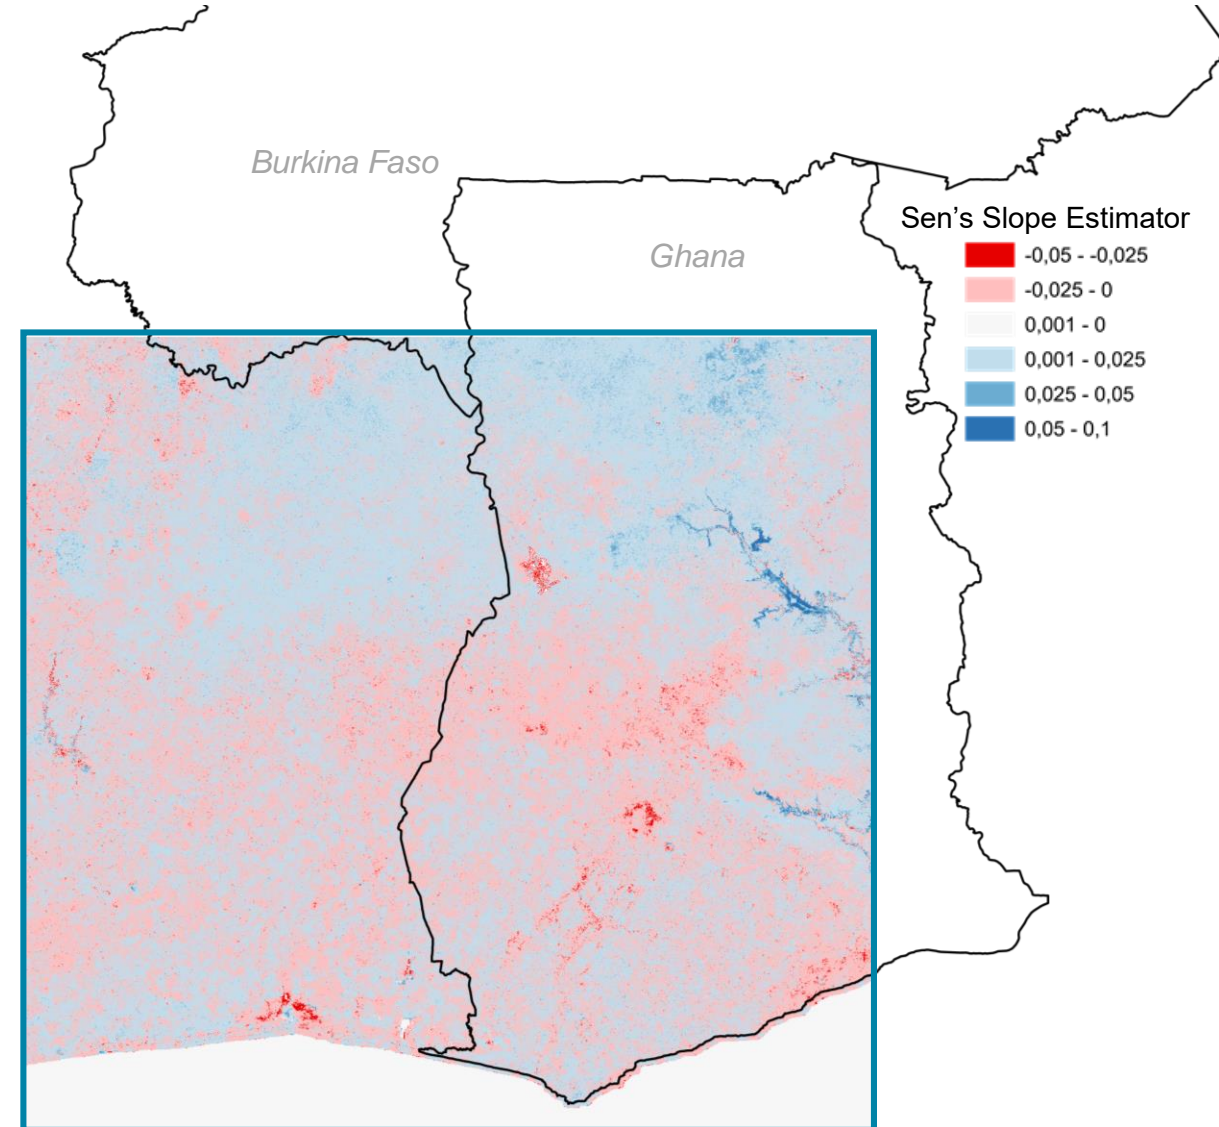 Burkina Faso
Ghana
Sen’s Slope Estimator
-0,05 - -0,025
-0,025 - 0
0,001 - 0
0,001 - 0,025
0,025 - 0,05
0,05 - 0,1